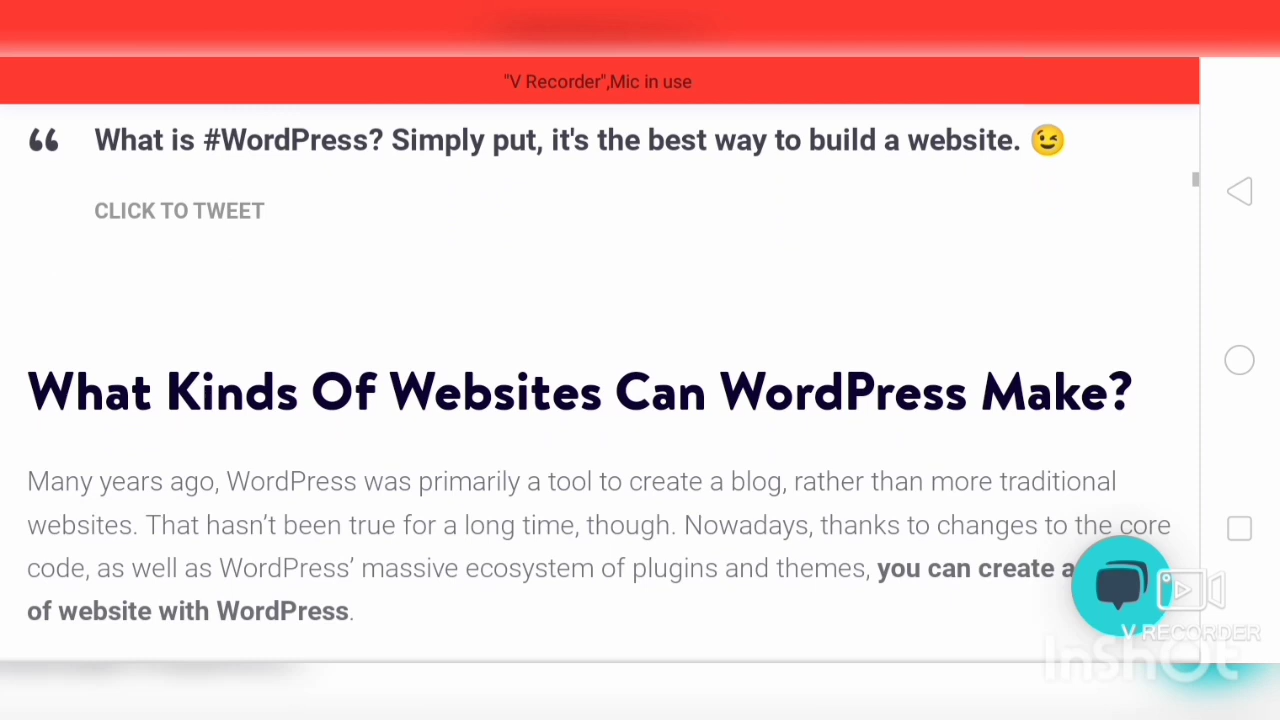 "V Recorder",Mic in use
“ What is #WordPress? Simply put, it's the best way to build a website. 😉
CLICK TO TWEET
What Kinds Of Websites Can WordPress Make?
Many years ago, WordPress was primarily a tool to create a blog, rather than more traditional
websites. That hasn’t been true for a long time, though. Nowadays, thanks to changes to the core
code, as well as WordPress’ massive ecosystem of plugins and themes, you can create a
of website with WordPress.
V RECORDER
InShOt